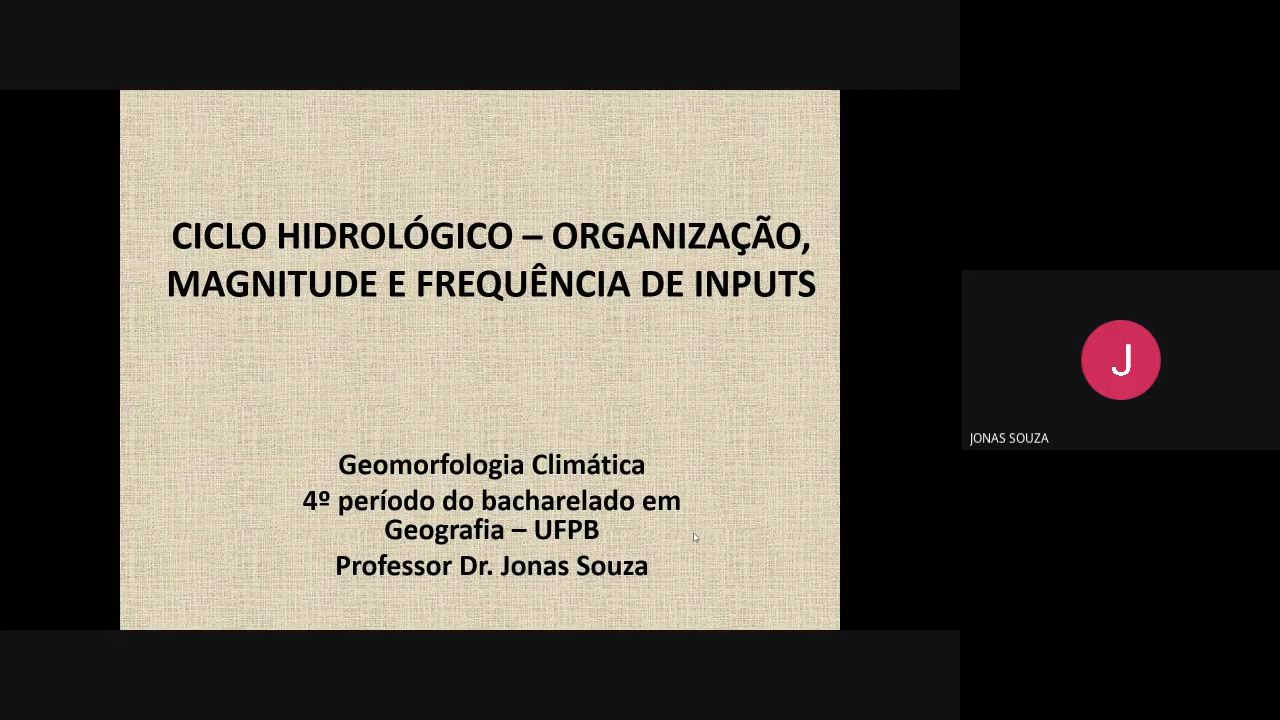 CICLO HIDROLÓGICO – ORGANIZAÇÃO,
MAGNITUDE E FREQUÊNCIA DE INPUTS
Geomorfologia Climática
4º período do bacharelado em
Geografia – UFPB
Professor Dr. Jonas Souza
J
JONAS SOUZA